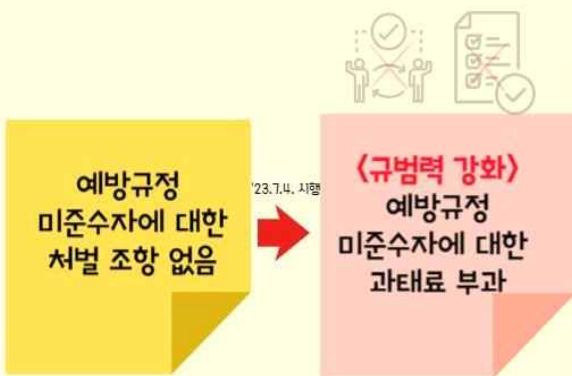 예방규정
미준수자에 대한
처벌 조항 없음
'23.7.4. 시행
<규범력 강화>
예방규정
미준수자에 대한
과태료 부과